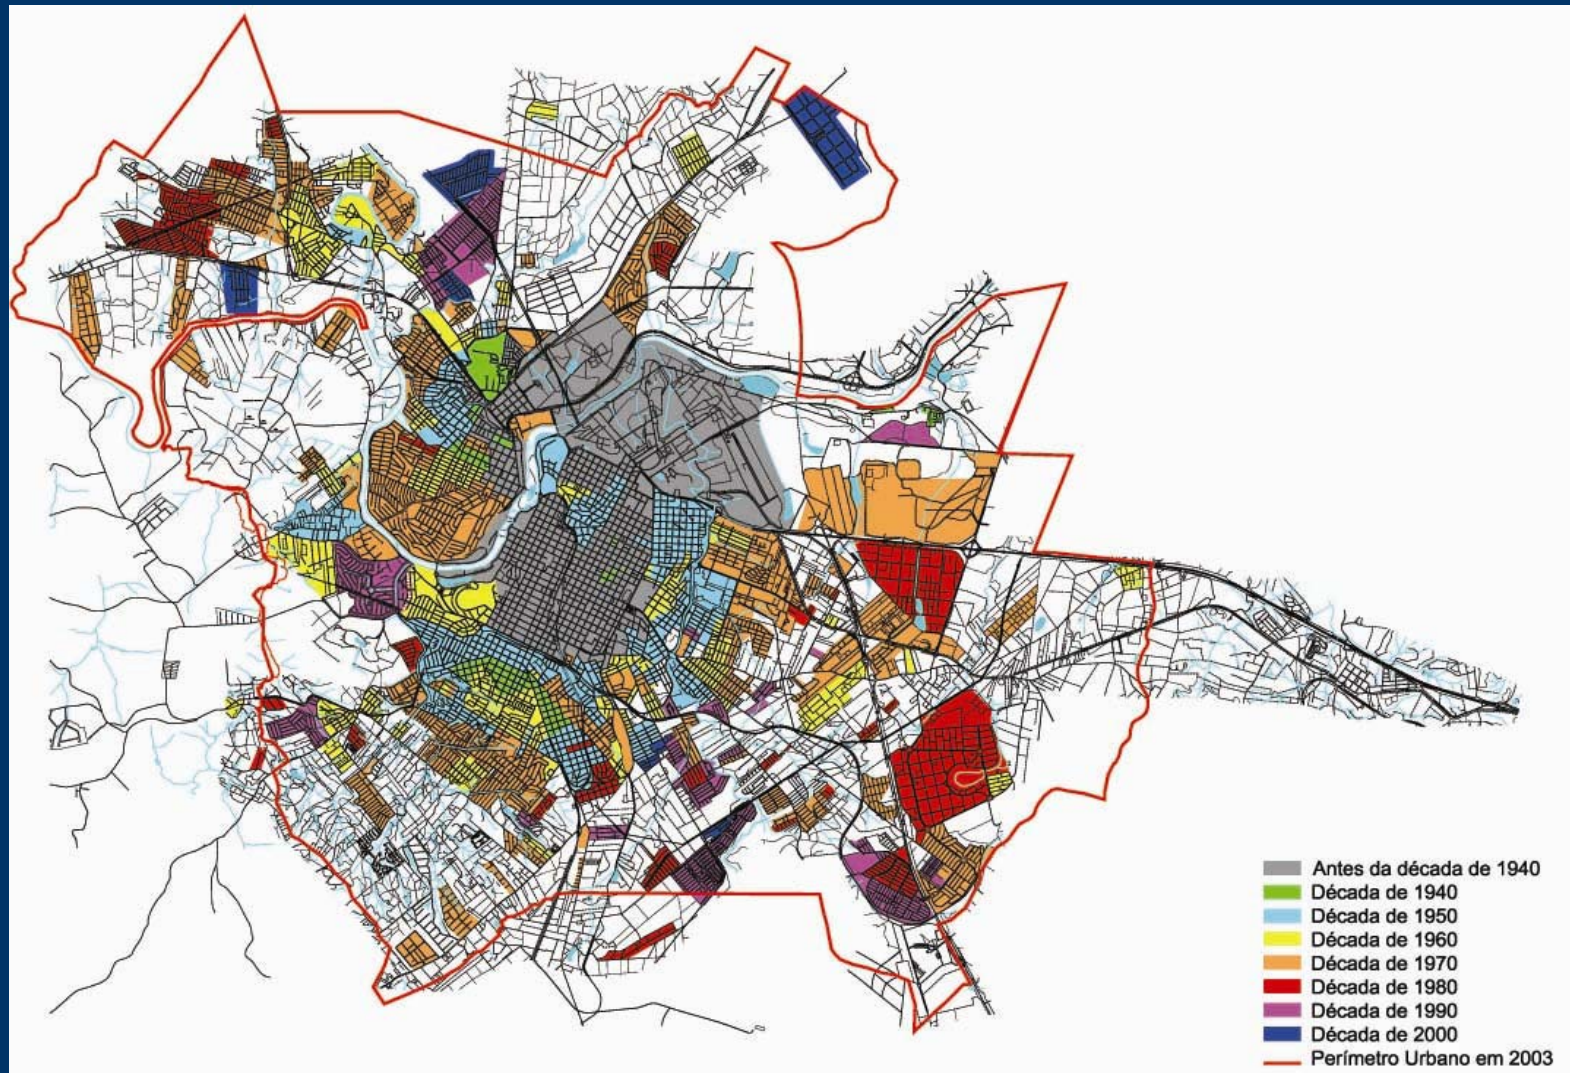 Antes da década de 1940
Década de 1940
Década de 1950
Década de 1960
Década de 1970
Década de 1980
Década de 1990
Década de 2000
Perímetro Urbano em 2003